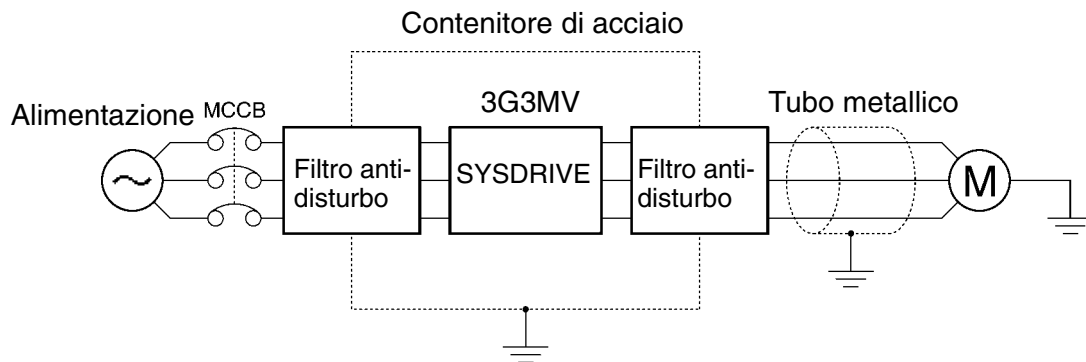 Contenitore di acciaio
Alimentazione
MCCB
3G3MV
Tubo metallico
Filtro anti-
disturbo
SYSDRIVE
Filtro anti-
disturbo
M